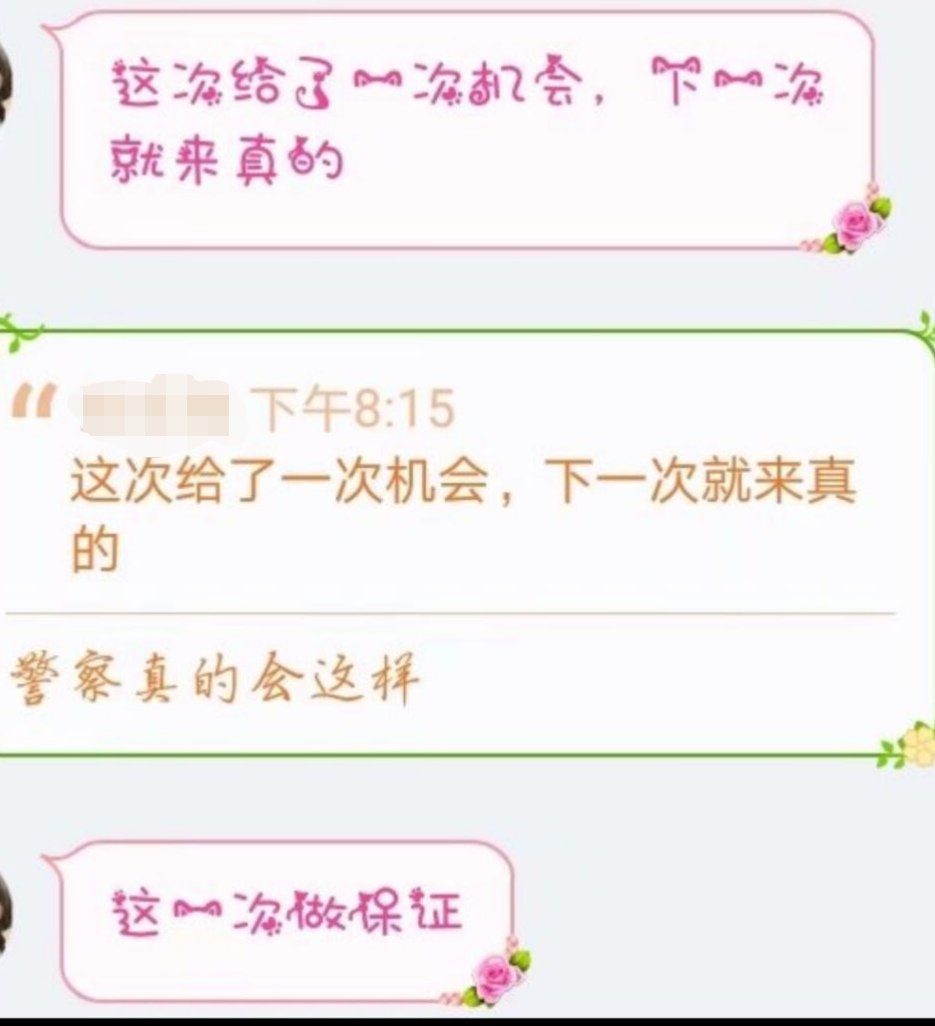 这次给了一次机会，下一次
就来真的
“ 下午8:15
这次给了一次机会，下一次就来真
的
警察真的会这样
这一次做保证